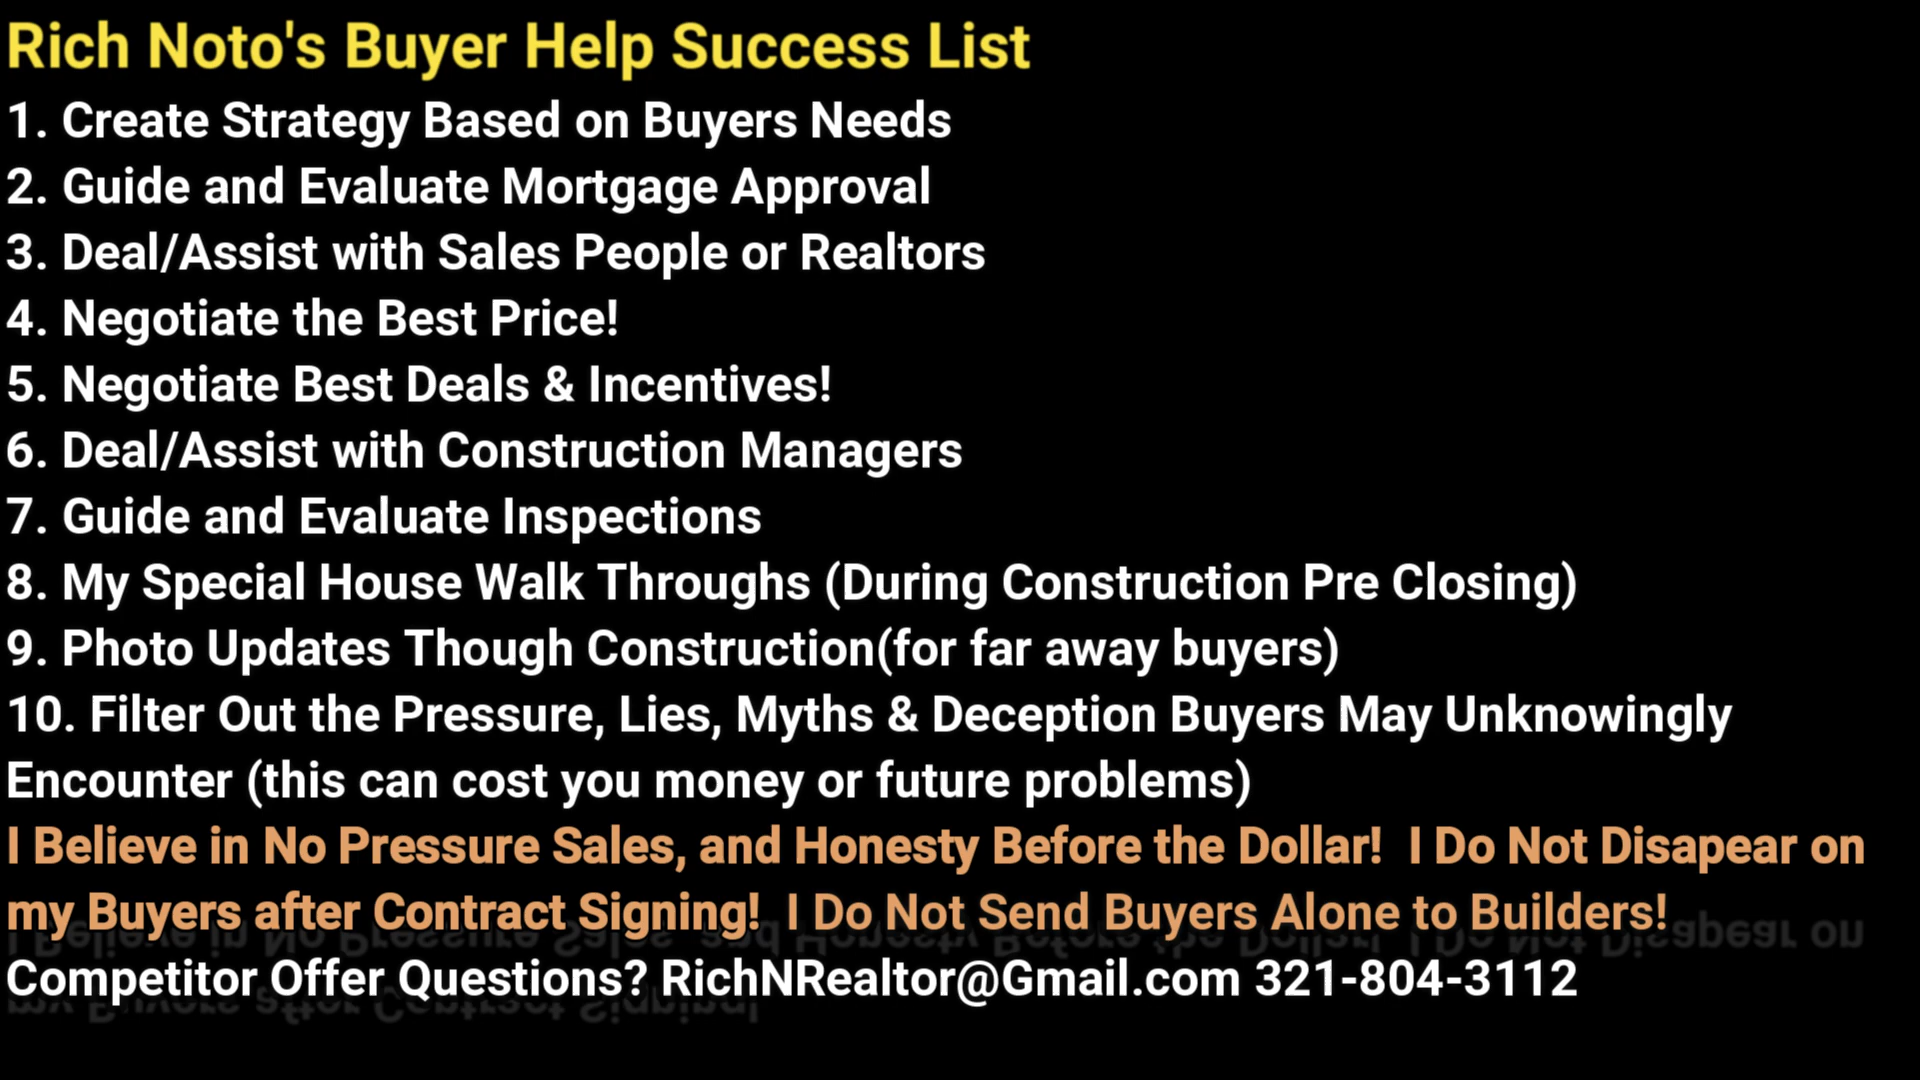 Rich Noto's Buyer Help Success List
1. Create Strategy Based on Buyers Needs
2. Guide and Evaluate Mortgage Approval
3. Deal/Assist with Sales People or Realtors
4. Negotiate the Best Price!
5. Negotiate Best Deals & Incentives!
6. Deal/Assist with Construction Managers
7. Guide and Evaluate Inspections
8. My Special House Walk Throughs (During Construction Pre Closing)
9. Photo Updates Though Construction(for far away buyers)
10. Filter Out the Pressure, Lies, Myths & Deception Buyers May Unknowingly
Encounter (this can cost you money or future problems)
I Believe in No Pressure Sales, and Honesty Before the Dollar!  I Do Not Disapear on
my Buyers after Contract Signing!  I Do Not Send Buyers Alone to Builders!
Competitor Offer Questions? RichNRealtor@Gmail.com 321-804-3112